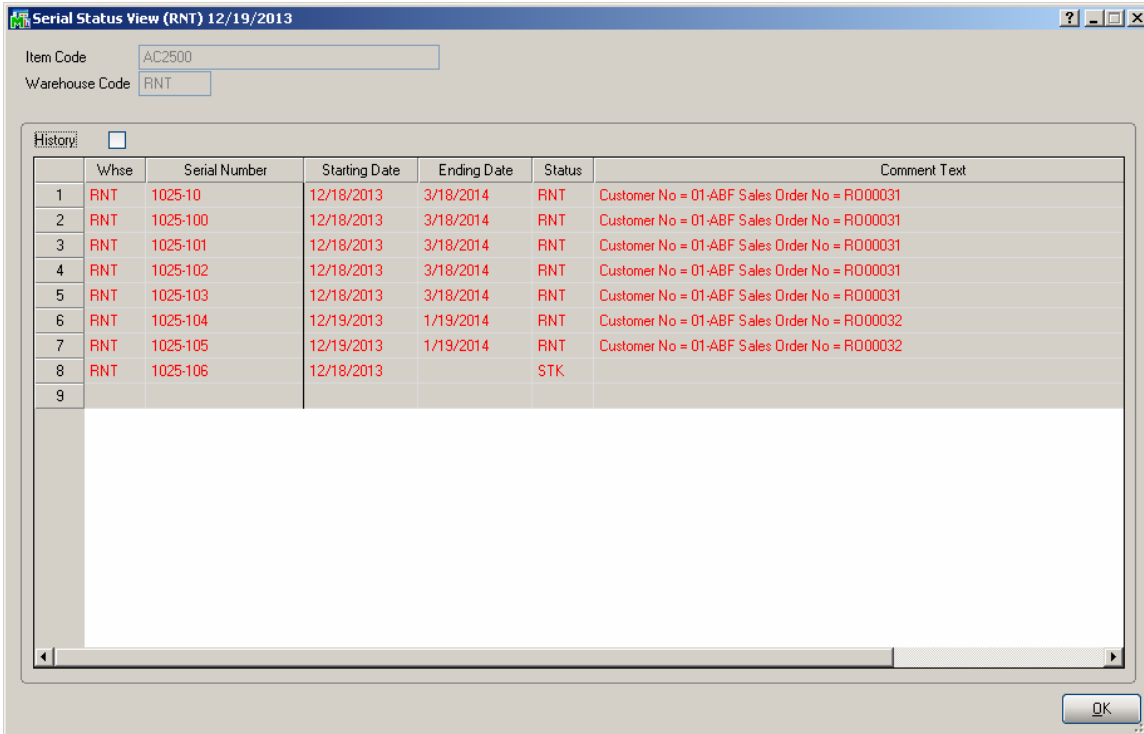 Serial Status View (RNT) 12/19/2013
Item Code AC2500
Warehouse Code RNT
History
Whse Serial Number Starting Date Ending Date Status Comment Text
1 RNT 1025-10 12/18/2013 3/18/2014 RNT Customer No = 01-ABF Sales Order No = RO00031
2 RNT 1025-100 12/18/2013 3/18/2014 RNT Customer No = 01-ABF Sales Order No = RO00031
3 RNT 1025-101 12/18/2013 3/18/2014 RNT Customer No = 01-ABF Sales Order No = RO00031
4 RNT 1025-102 12/18/2013 3/18/2014 RNT Customer No = 01-ABF Sales Order No = RO00031
5 RNT 1025-103 12/18/2013 3/18/2014 RNT Customer No = 01-ABF Sales Order No = RO00031
6 RNT 1025-104 12/19/2013 1/19/2014 RNT Customer No = 01-ABF Sales Order No = RO00032
7 RNT 1025-105 12/19/2013 1/19/2014 RNT Customer No = 01-ABF Sales Order No = RO00032
8 RNT 1025-106 12/18/2013 STK
9
OK